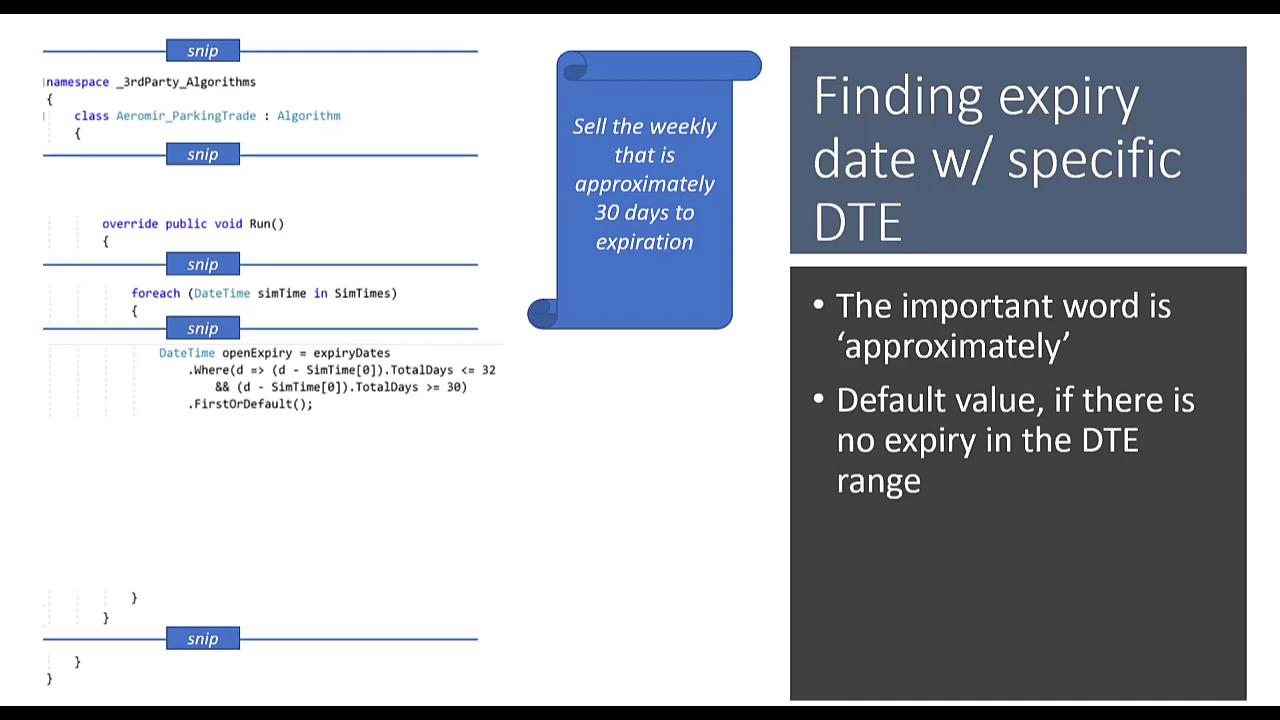 snip
namespace _3rdParty_Algorithms
{
class Aeromir_ParkingTrade : Algorithm
{
snip
override public void Run()
{
snip
foreach (DateTime simTime in SimTimes)
{
snip
DateTime openExpiry = expiryDates
.Where(d => (d - SimTime[0]).TotalDays <= 32
&& (d - SimTime[0]).TotalDays >= 30)
.FirstOrDefault();
}
}
snip
}
}
Sell the weekly
that is
approximately
30 days to
expiration
Finding expiry
date w/ specific
DTE
• The important word is
‘approximately’
• Default value, if there is
no expiry in the DTE
range